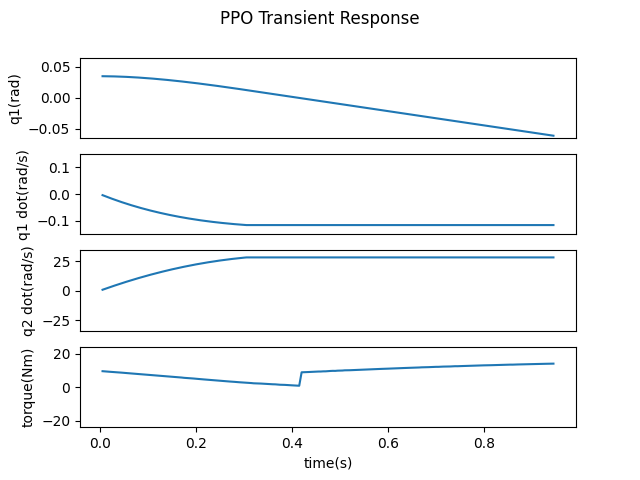 PPO Transient Response
q1(rad)
0.05
0.00
−0.05
q1 dot(rad/s)
0.1
0.0
−0.1
q2 dot(rad/s)
25
0
−25
torque(Nm)
20
0
−20
0.0 0.2 0.4 0.6 0.8
time(s)